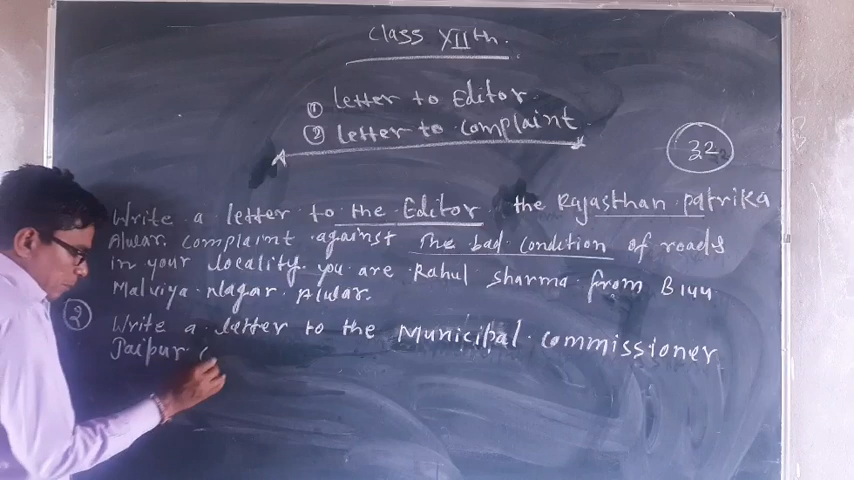 Class XIIth.
① letter to Editor.
② letter to complaint
32
Write a letter to the Editor. the Rajasthan patrika
Alwar. complaint against The bad condition of roads
in your locality. you are Rahul sharma from B144
Malviya Nagar. Alwar.
② Write a letter to the Municipal commissioner
Jaipur C